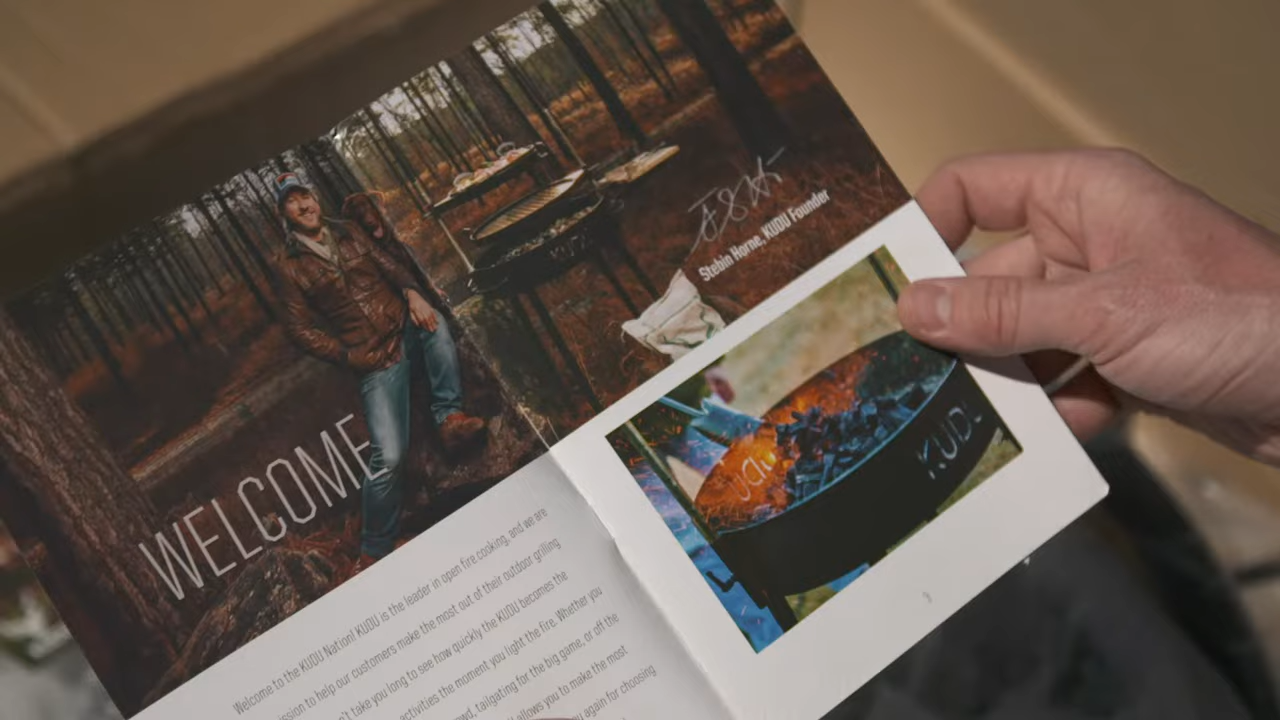 Stebin Horne, KUDU Founder
WELCOME
Welcome to the KUDU Nation! KUDU is the leader in open fire cooking, and we are
ission to help our customers make the most out of their outdoor grilling
't take you long to see how quickly the KUDU becomes the
activities the moment you light the fire. Whether you
wd, tailgating for the big game, or off the
allows you to make the most
again for choosing
KUDU